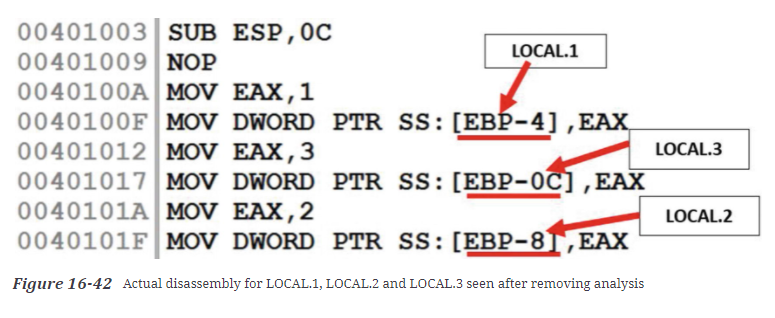 00401003 SUB ESP,0C
LOCAL.1
00401009 NOP
0040100A MOV EAX,1
0040100F MOV DWORD PTR SS:[EBP-4],EAX
00401012 MOV EAX,3
LOCAL.3
00401017 MOV DWORD PTR SS:[EBP-0C],EAX
0040101A MOV EAX,2
LOCAL.2
0040101F MOV DWORD PTR SS:[EBP-8],EAX
Figure 16-42 Actual disassembly for LOCAL.1, LOCAL.2 and LOCAL.3 seen after removing analysis